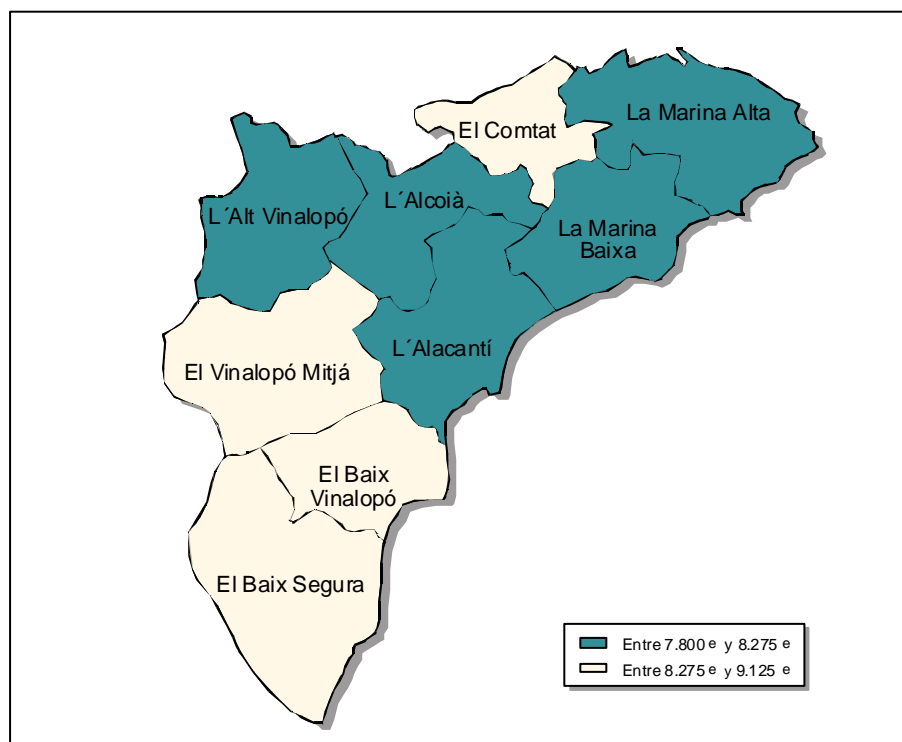 La Marina Alta
El Comtat
L´Alcoià
L´Alt Vinalopó
La Marina
Baixa
L´Alacantí
El Vinalopó Mitjá
El Baix
Vinalopó
El Baix Segura
Entre 7.800 e y 8.275 e
Entre 8.275 e y 9.125 e